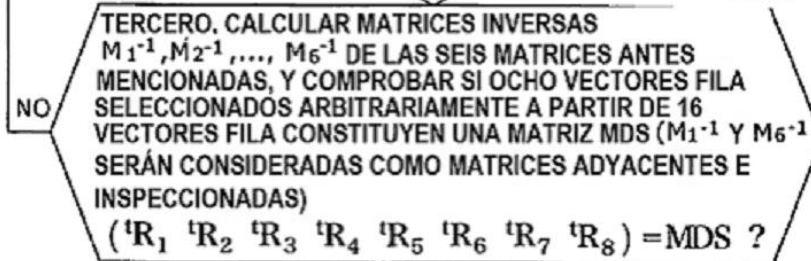 TERCERO. CALCULAR MATRICES INVERSAS
M₁⁻¹, M₂⁻¹, ..., M₆⁻¹ DE LAS SEIS MATRICES ANTES
MENCIONADAS, Y COMPROBAR SI OCHO VECTORES FILA
NO SELECCIONADOS ARBITRARIAMENTE A PARTIR DE 16
VECTORES FILA CONSTITUYEN UNA MATRIZ MDS (M₁⁻¹ Y M₆⁻¹
SERÁN CONSIDERADAS COMO MATRICES ADYACENTES E
INSPECCIONADAS)
(ᵗR₁ ᵗR₂ ᵗR₃ ᵗR₄ ᵗR₅ ᵗR₆ ᵗR₇ ᵗR₈) = MDS ?